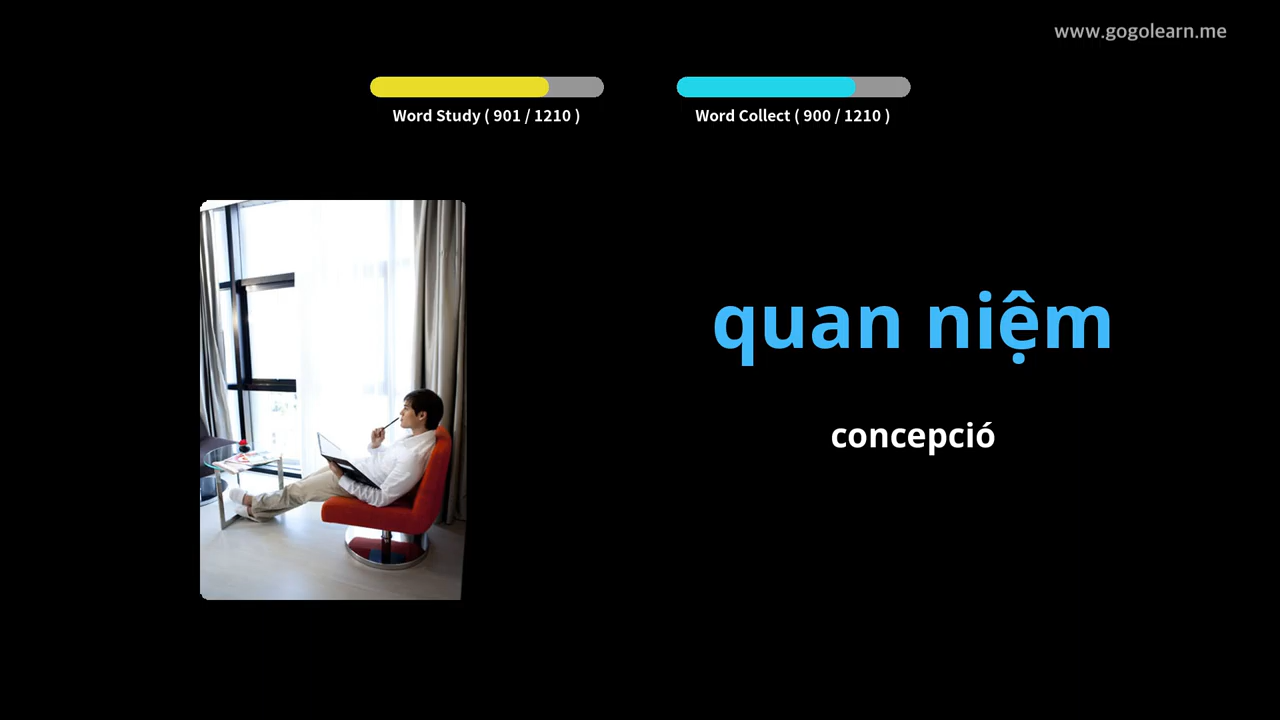 www.gogolearn.me
Word Study ( 901 / 1210 )
Word Collect ( 900 / 1210 )
quan niệm
concepció